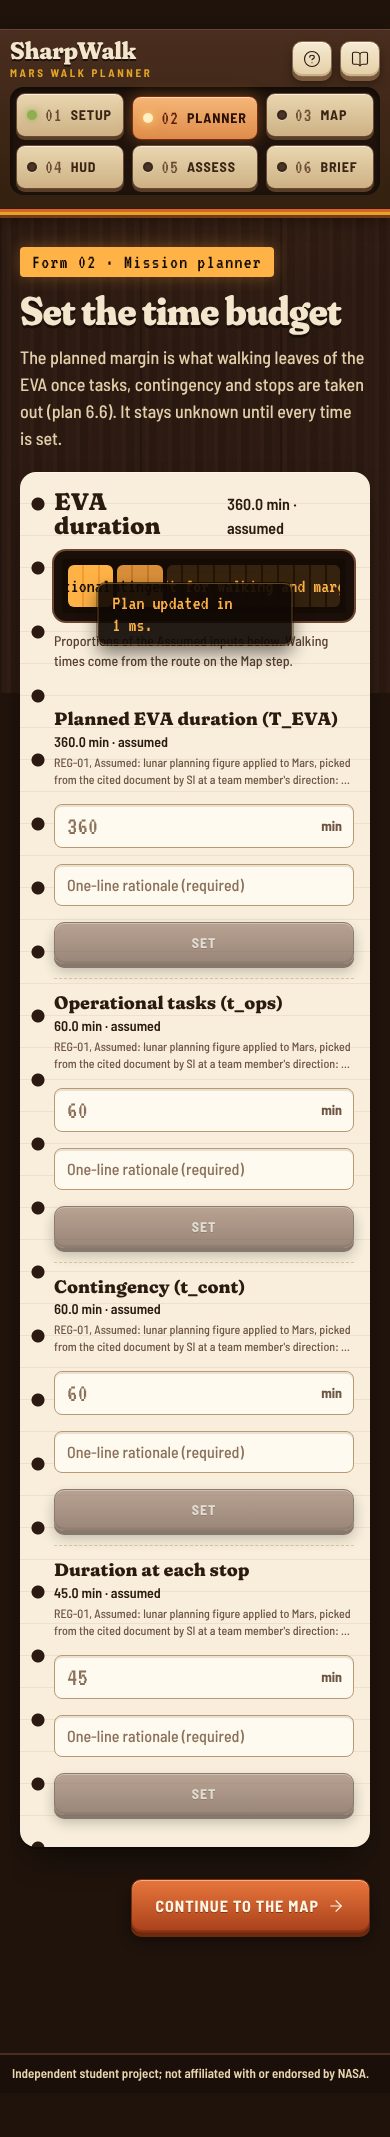 SharpWalk
MARS WALK PLANNER
01 SETUP
02 PLANNER
03 MAP
04 HUD
05 ASSESS
06 BRIEF
Form 02 · Mission planner
Set the time budget
The planned margin is what walking leaves of the
EVA once tasks, contingency and stops are taken
out (plan 6.6). It stays unknown until every time
is set.
EVA
duration
360.0 min ·
assumed
for walking and
Plan updated in
1 ms.
Proportions of the Assumed inputs below. Walking
times come from the route on the Map step.
Planned EVA duration (T_EVA)
360.0 min · assumed
REG-01, Assumed: lunar planning figure applied to Mars, picked
from the cited document by SI at a team member's direction: ...
360
min
One-line rationale (required)
SET
Operational tasks (t_ops)
60.0 min · assumed
REG-01, Assumed: lunar planning figure applied to Mars, picked
from the cited document by SI at a team member's direction: ...
60
min
One-line rationale (required)
SET
Contingency (t_cont)
60.0 min · assumed
REG-01, Assumed: lunar planning figure applied to Mars, picked
from the cited document by SI at a team member's direction: ...
60
min
One-line rationale (required)
SET
Duration at each stop
45.0 min · assumed
REG-01, Assumed: lunar planning figure applied to Mars, picked
from the cited document by SI at a team member's direction: ...
45
min
One-line rationale (required)
SET
CONTINUE TO THE MAP
Independent student project; not affiliated with or endorsed by NASA.